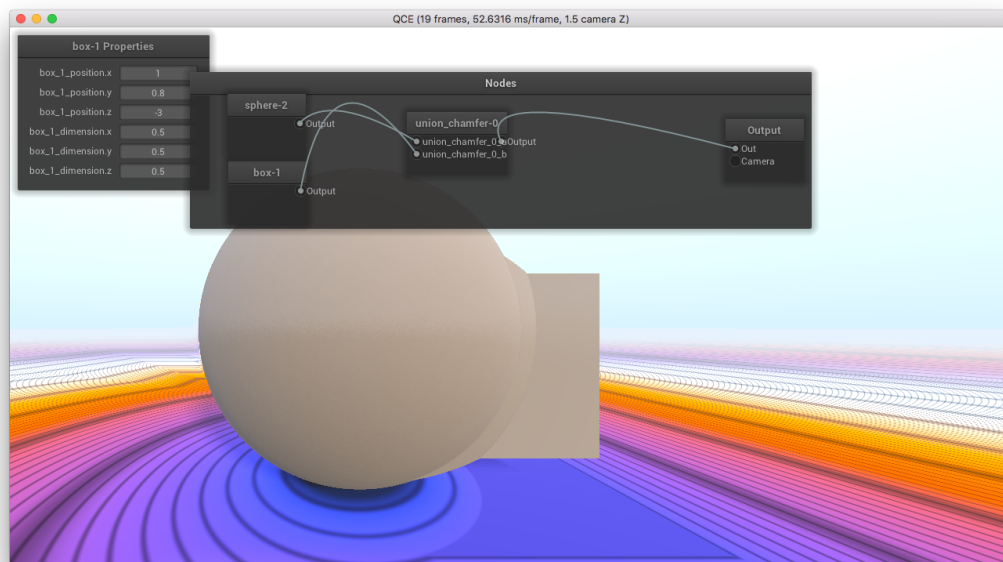 QCE (19 frames, 52.6316 ms/frame, 1.5 camera Z)
box-1 Properties
box_1_position.x 1
box_1_position.y 0.8
box_1_position.z -3
box_1_dimension.x 0.5
box_1_dimension.y 0.5
box_1_dimension.z 0.5
Nodes
sphere-2
Output
box-1
Output
union_chamfer-0
union_chamfer_0_a
Output
union_chamfer_0_b
Output
Out
Camera